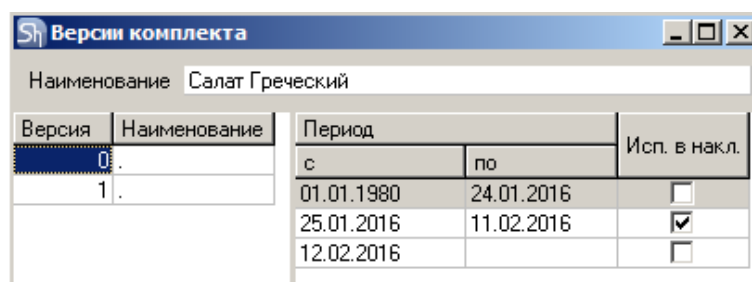 Sh Версии комплекта
Наименование Салат Греческий
Версия Наименование Период Исп. в накл.
с по
0 . 01.01.1980 24.01.2016
1 . 25.01.2016 11.02.2016
12.02.2016